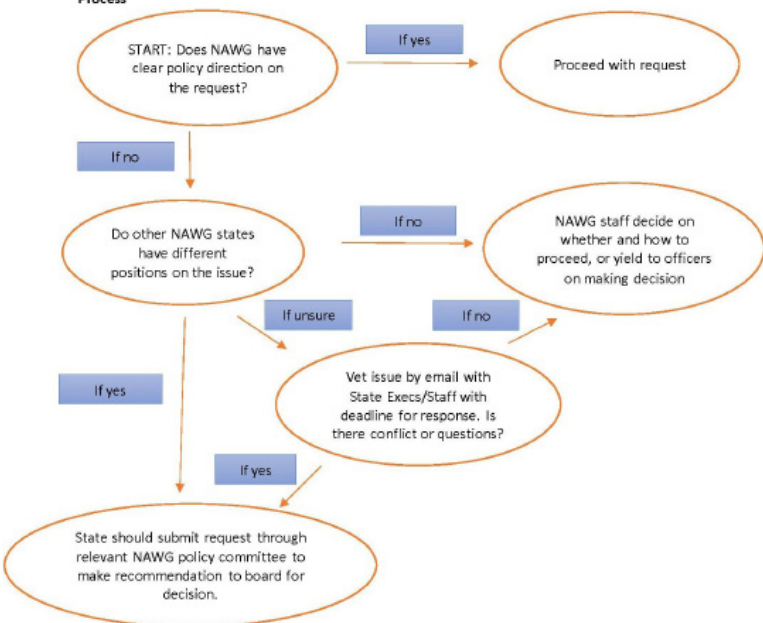 Process
START: Does NAWG have
clear policy direction on
the request?
If yes
Proceed with request
If no
Do other NAWG states
have different
positions on the issue?
If no
NAWG staff decide on
whether and how to
proceed, or yield to officers
on making decision
If unsure
If no
If yes
Vet issue by email with
State Execs/Staff with
deadline for response. Is
there conflict or questions?
If yes
State should submit request through
relevant NAWG policy committee to
make recommendation to board for
decision.